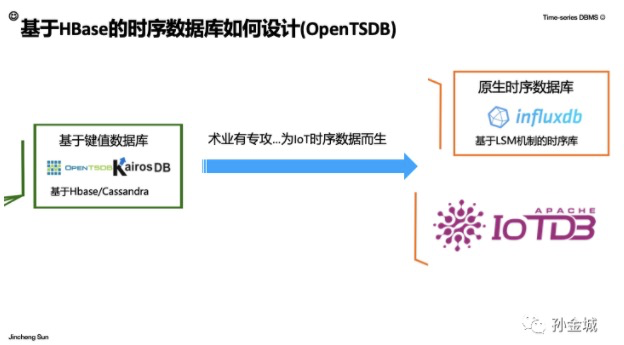 Time-series DBMS
基于HBase的时序数据库如何设计(OpenTSDB)
基于键值数据库
OPENTSDB KairosDB
基于Hbase/Cassandra
术业有专攻...为IoT时序数据而生
原生时序数据库
influxdb
基于LSM机制的时序库
APACHE
IOTDB
孙金城
Jincheng Sun